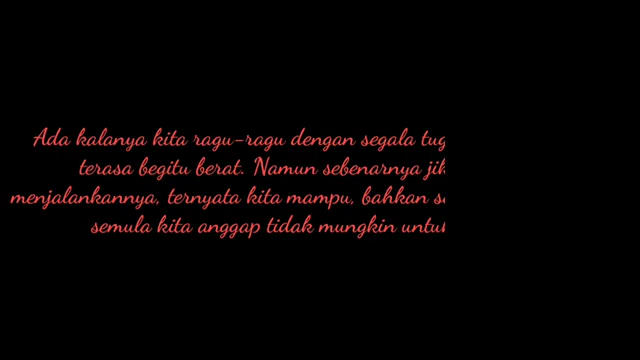 Ada kalanya kita ragu-ragu dengan segala
terasa begitu berat. Namun sebenarnya
menjalankannya, ternyata kita mampu, bahkan
semula kita anggap tidak mungkin